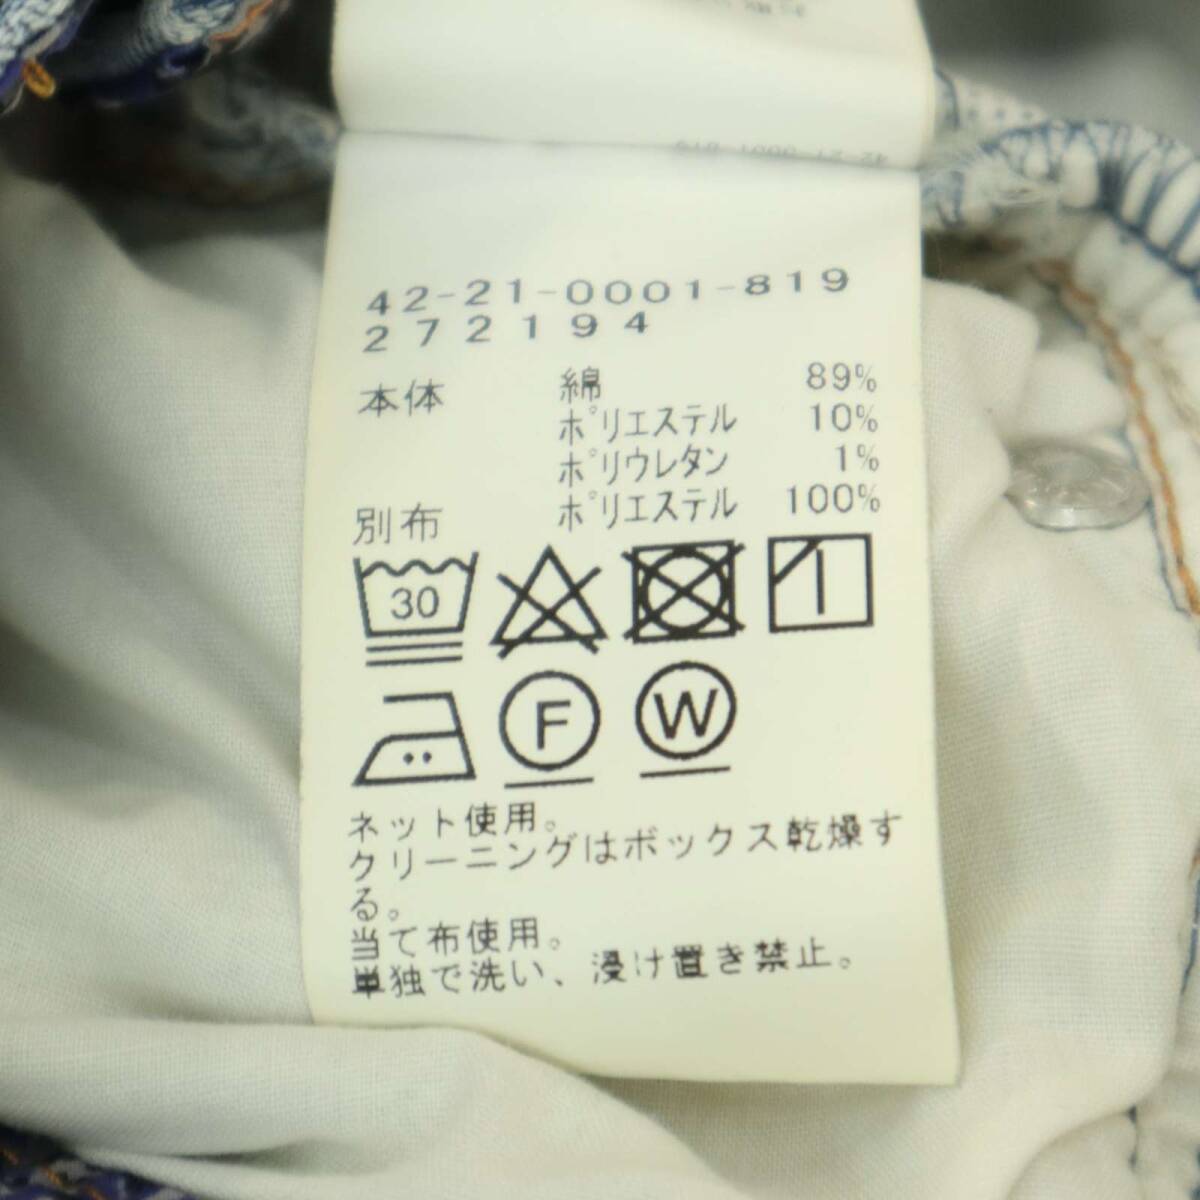 42-21-0001-819
272194
本体 綿 89%
ポリエステル 10%
ポリウレタン 1%
別布 ポリエステル 100%
30
F W
ネット使用。
クリーニングはボックス乾燥す
る。
当て布使用。
単独で洗い、浸け置き禁止。